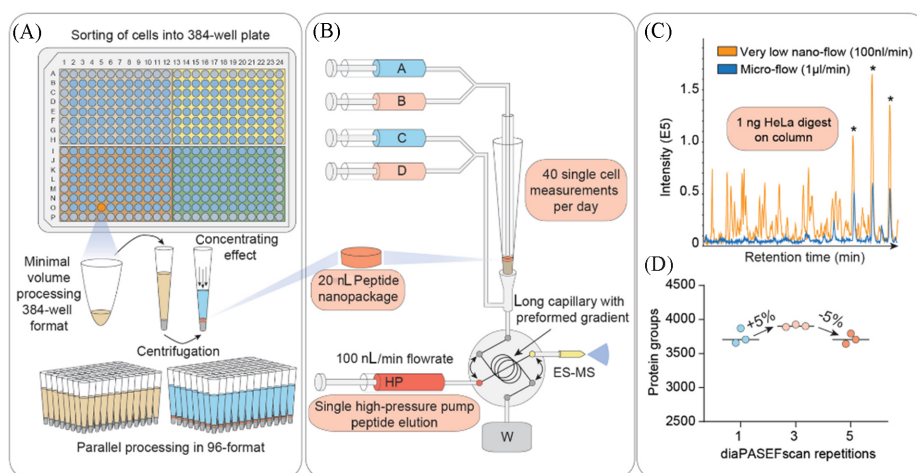 (A)
Sorting of cells into 384-well plate
1 2 3 4 5 6 7 8 9 10 11 12 13 14 15 16 17 18 19 20 21 22 23 24
A
B
C
D
E
F
G
H
I
J
K
L
M
N
O
P
Minimal
volume
processing
384-well
format
Concentrating
effect
Centrifugation
Parallel processing in 96-format
(B)
A
B
C
D
40 single cell
measurements
per day
20 nL Peptide
nanopackage
Long capillary with
preformed gradient
100 nL/min flowrate
HP
ES-MS
Single high-pressure pump
peptide elution
W
(C)
Very low nano-flow (100nl/min)
Micro-flow (1µl/min)
1 ng HeLa digest
on column
* * *
Intensity (E5)
1.5
1.0
0.5
0
Retention time (min)
(D)
Protein groups
4500
4000
3500
3000
2500
+5%
-5%
1 3 5
diaPASEFscan repetitions